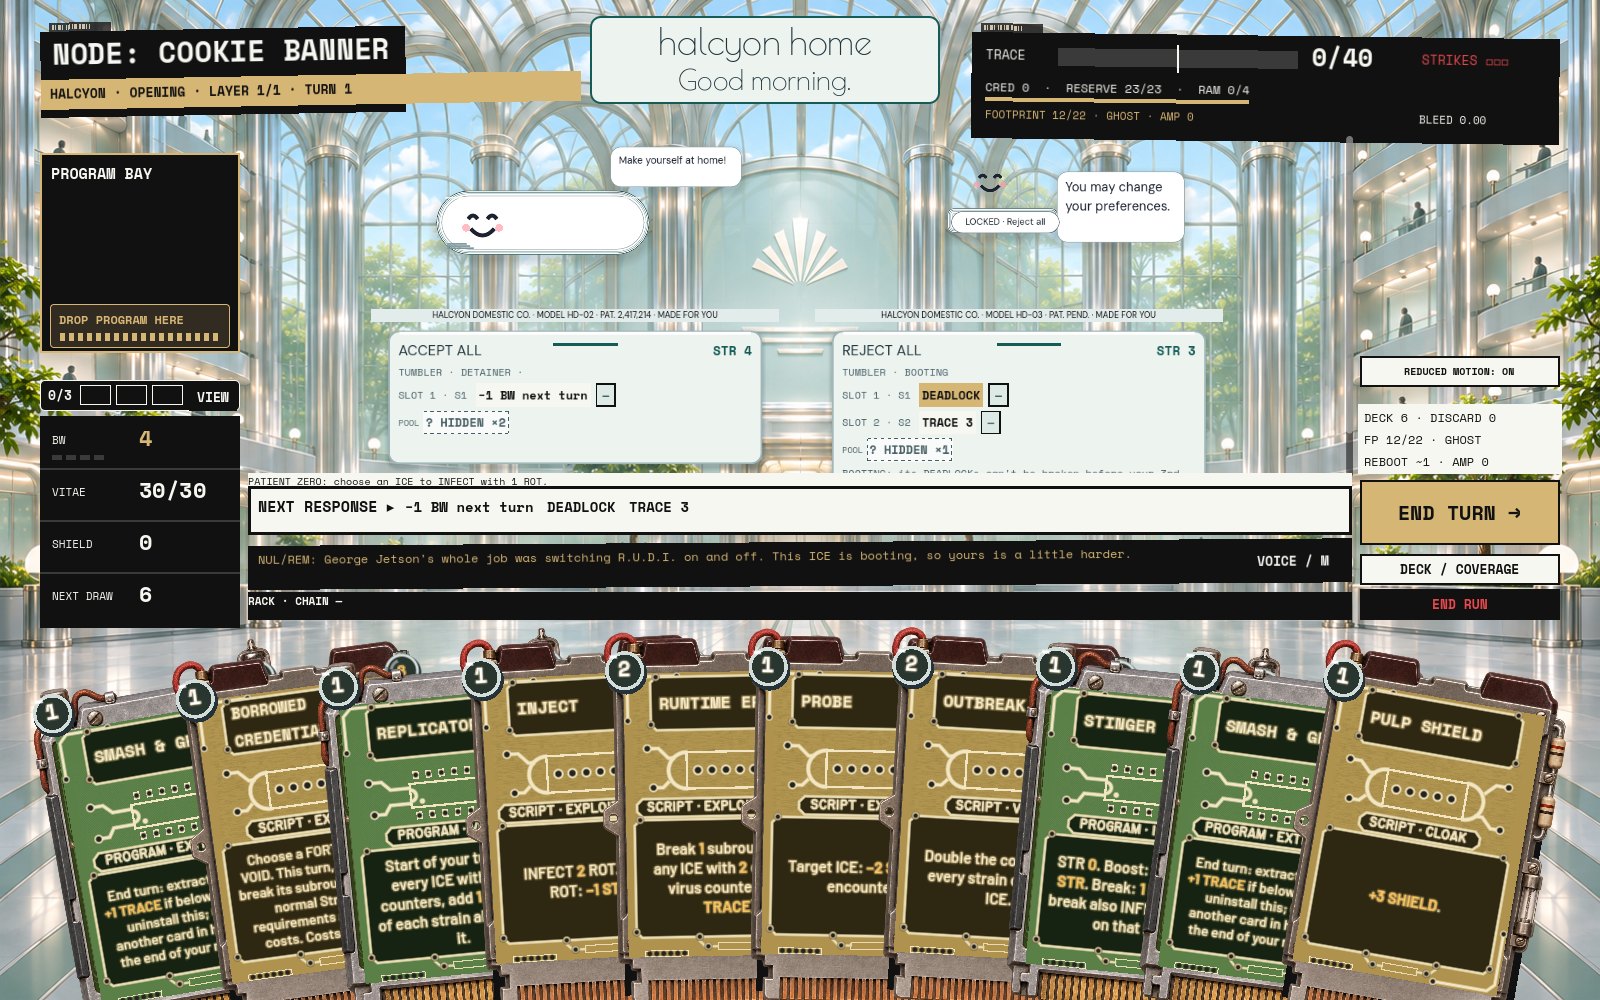 NODE: COOKIE BANNER
HALCYON · OPENING · LAYER 1/1 · TURN 1
halcyon home
Good morning.
TRACE
0/40
STRIKES
CRED 0 · RESERVE 23/23 · RAM 0/4
FOOTPRINT 12/22 · GHOST · AMP 0
BLEED 0.00
PROGRAM BAY
DROP PROGRAM HERE
Make yourself at home!
You may change
your preferences.
LOCKED · Reject all
HALCYON DOMESTIC CO. · MODEL HD-02 · PAT. 2,417,214 · MADE FOR YOU
ACCEPT ALL
STR 4
TUMBLER · DETAINER ·
SLOT 1 · S1 −1 BW next turn —
POOL ? HIDDEN ×2
HALCYON DOMESTIC CO. · MODEL HD-03 · PAT. PEND. · MADE FOR YOU
REJECT ALL
STR 3
TUMBLER · BOOTING
SLOT 1 · S1 DEADLOCK —
SLOT 2 · S2 TRACE 3 —
POOL ? HIDDEN ×1
0/3
VIEW
BW 4
VITAE 30/30
SHIELD 0
NEXT DRAW 6
REDUCED MOTION: ON
DECK 6 · DISCARD 0
FP 12/22 · GHOST
REBOOT ~1 · AMP 0
END TURN →
DECK / COVERAGE
END RUN
PATIENT ZERO: choose an ICE to INFECT with 1 ROT.
NEXT RESPONSE ▸ −1 BW next turn DEADLOCK TRACE 3
NUL/REM: George Jetson's whole job was switching R.U.D.I. on and off. This ICE is booting, so yours is a little harder.
VOICE / M
RACK · CHAIN —
1
SMASH & G
PROGRAM · EX
End turn: extract
+1 TRACE if below
uninstall this;
another card in
the end of your
1
BORROWED
CREDENTIA
SCRIPT · EX
Choose a FOR
VOID. This turn,
break its subrou
normal Str
requirements
costs. Costs
1
REPLICATOR
PROGRAM ·
Start of your t
every ICE with
counters, add 1
of each strain a
it.
1
INJECT
SCRIPT · EXPLOI
INFECT 2 ROT.
ROT: −1 ST
2
RUNTIME E
SCRIPT · EXPLO
Break 1 subrou
any ICE with 2
virus counte
TRACE
1
PROBE
SCRIPT · EX
Target ICE: −2 S
encounte
2
OUTBREAK
SCRIPT · V
Double the co
every strain
ICE.
1
STINGER
PROGRAM · I
STR 0. Boost:
STR. Break: 1
break also INF
on that
1
SMASH & G
PROGRAM · EXT
End turn: extrac
+1 TRACE if below
uninstall this;
another card in
the end of your
1
PULP SHIELD
SCRIPT · CLOAK
+3 SHIELD.